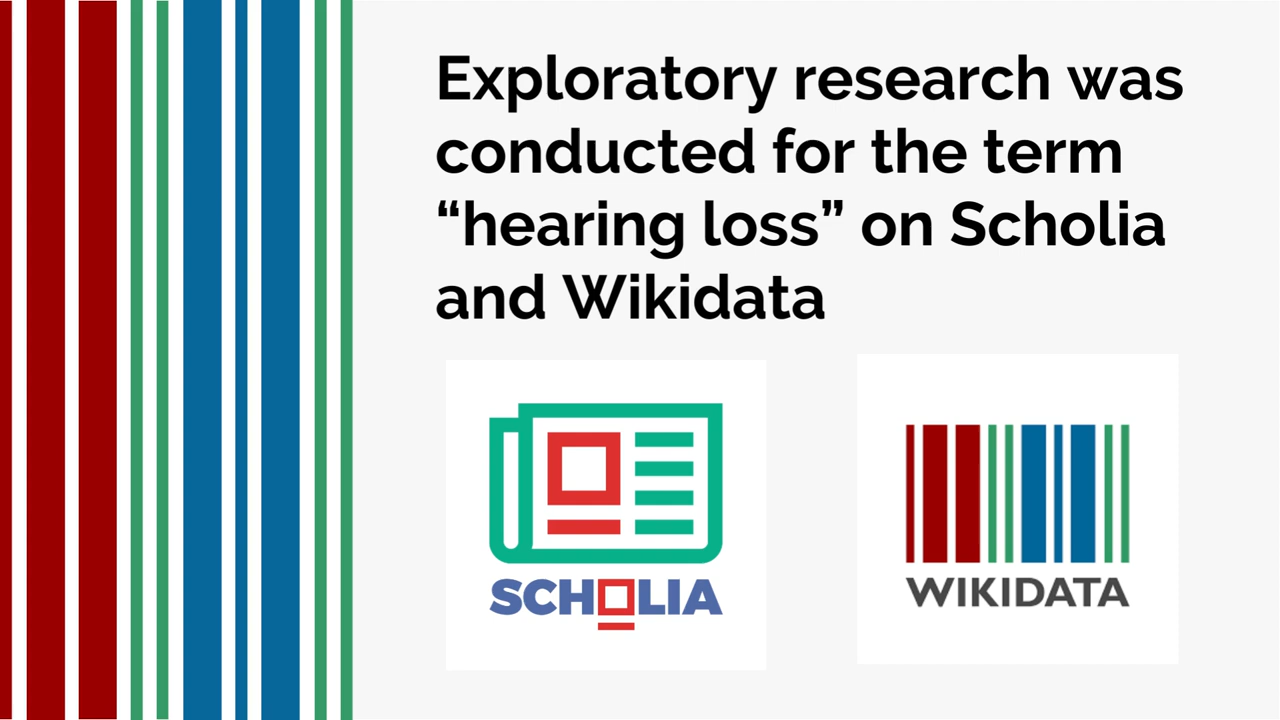 Exploratory research was
conducted for the term
“hearing loss” on Scholia
and Wikidata
SCHOLIA
WIKIDATA